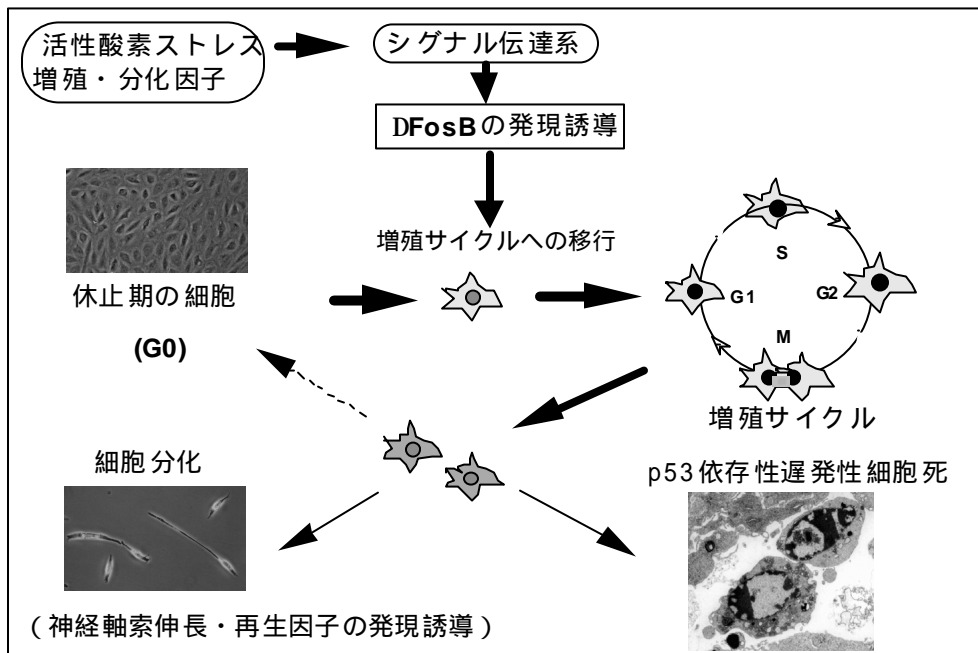 活性酸素ストレス
増殖・分化因子
シグナル伝達系
DFosBの発現誘導
増殖サイクルへの移行
休止期の細胞
(G0)
S
G1
G2
M
増殖サイクル
細胞分化
p53依存性遅発性細胞死
(神経軸索伸長・再生因子の発現誘導)